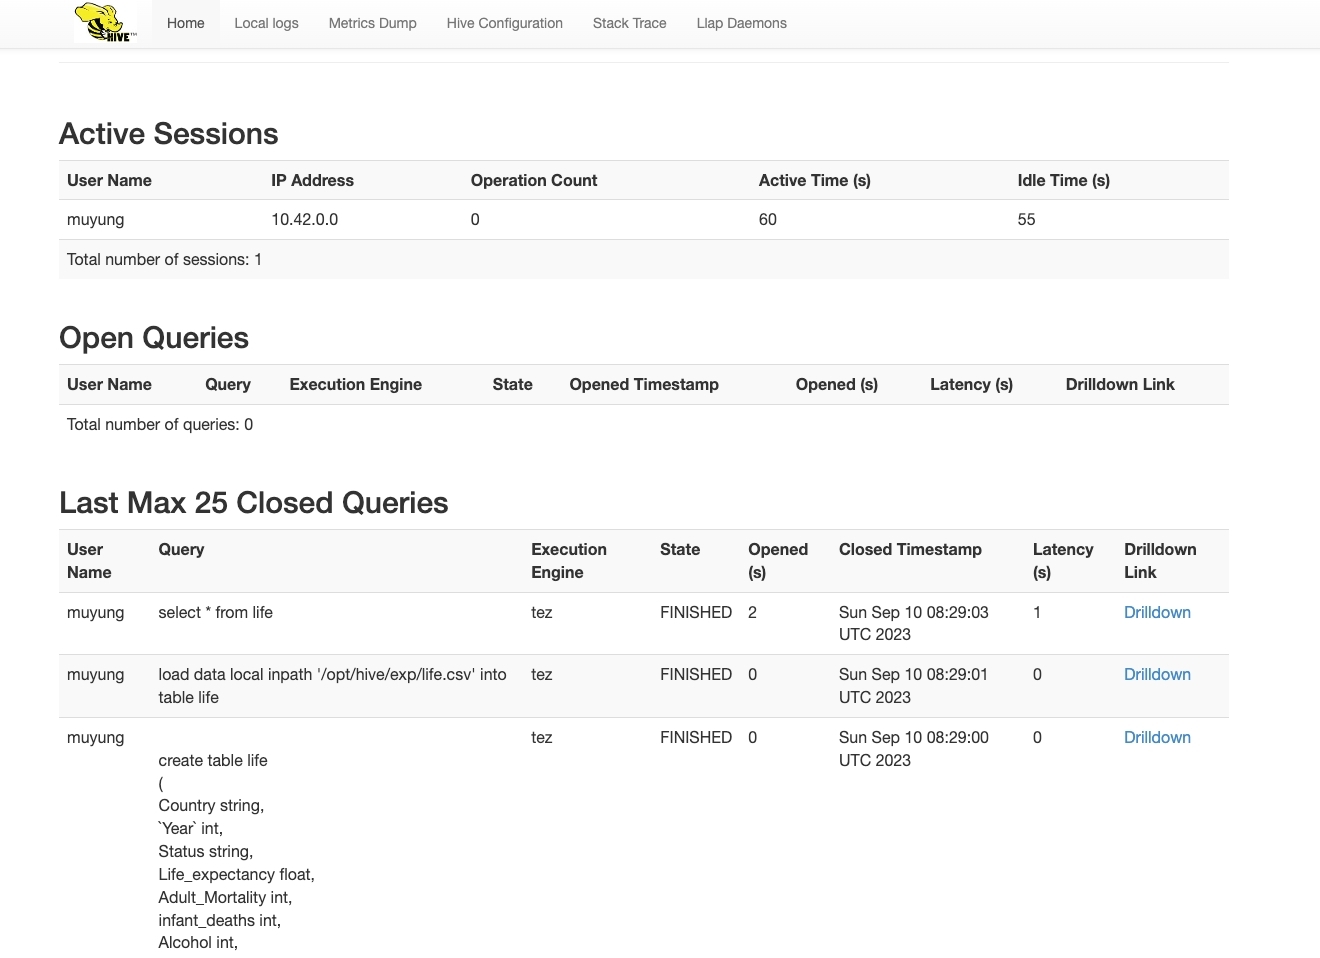 HIVE™ Home Local logs Metrics Dump Hive Configuration Stack Trace Llap Daemons
Active Sessions
User Name IP Address Operation Count Active Time (s) Idle Time (s)
muyung 10.42.0.0 0 60 55
Total number of sessions: 1
Open Queries
User Name Query Execution Engine State Opened Timestamp Opened (s) Latency (s) Drilldown Link
Total number of queries: 0
Last Max 25 Closed Queries
User Query Execution State Opened Closed Timestamp Latency Drilldown
Name Engine (s) (s) Link
muyung select * from life tez FINISHED 2 Sun Sep 10 08:29:03 1 Drilldown
UTC 2023
muyung load data local inpath '/opt/hive/exp/life.csv' into tez FINISHED 0 Sun Sep 10 08:29:01 0 Drilldown
table life UTC 2023
muyung tez FINISHED 0 Sun Sep 10 08:29:00 0 Drilldown
create table life UTC 2023
(
Country string,
`Year` int,
Status string,
Life_expectancy float,
Adult_Mortality int,
infant_deaths int,
Alcohol int,